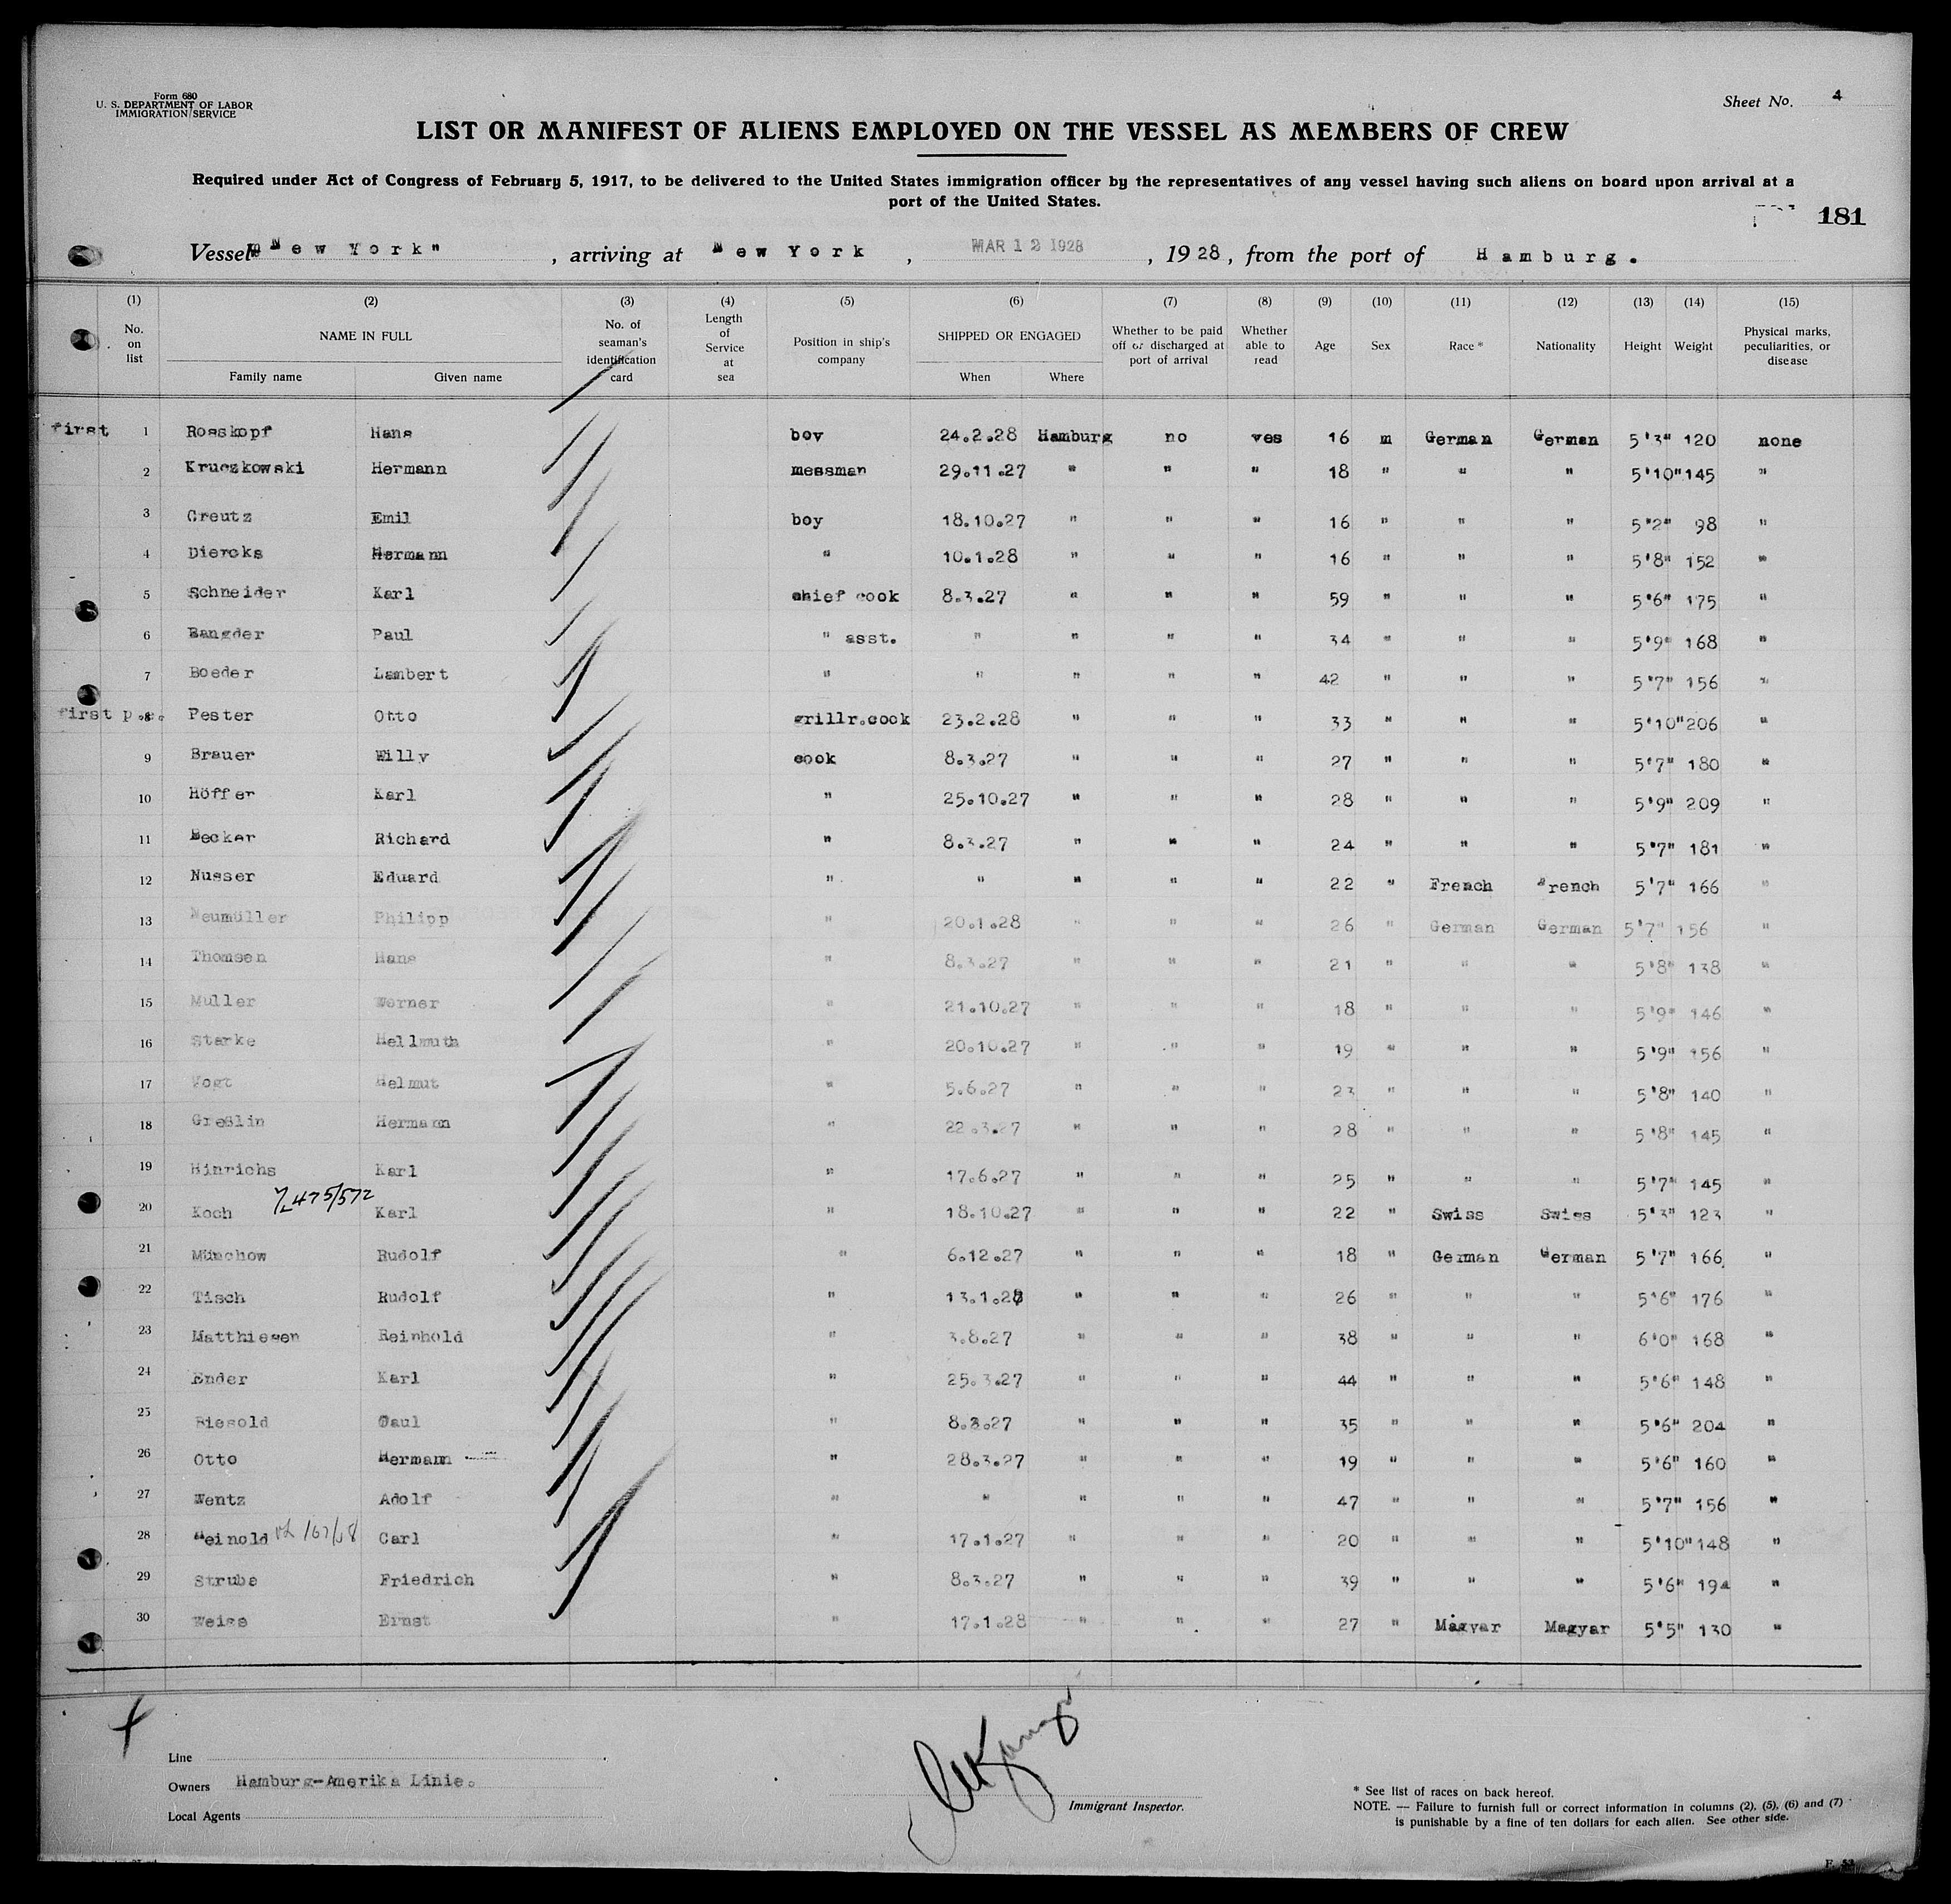 Form 680
U. S. DEPARTMENT OF LABOR
IMMIGRATION SERVICE
Sheet No. 4
LIST OR MANIFEST OF ALIENS EMPLOYED ON THE VESSEL AS MEMBERS OF CREW
Required under Act of Congress of February 5, 1917, to be delivered to the United States immigration officer by the representatives of any vessel having such aliens on board upon arrival at a
port of the United States.
181
Vessel "New York" , arriving at New York , MAR 12 1928 , 1928, from the port of Hamburg.
(1) (2) (3) (4) (5) (6) (7) (8) (9) (10) (11) (12) (13) (14) (15)
No. on list NAME IN FULL Family name Given name No. of seaman's identification card Length of Service at sea Position in ship's company SHIPPED OR ENGAGED When Where Whether to be paid off or discharged at port of arrival Whether able to read Age Sex Race * Nationality Height Weight Physical marks, peculiarities, or disease
first 1 Rosskopf Hans boy 24.2.28 Hamburg no yes 16 m German German 5'3" 120 none
2 Kruczkowski Hermann messman 29.11.27 " " " 18 " " " 5'10" 145 "
3 Creutz Emil boy 18.10.27 " " " 16 " " " 5'2" 98 "
4 Diercks Hermann " 10.1.28 " " " 16 " " " 5'8" 152 "
5 Schneider Karl chief cook 8.3.27 " " " 59 " " " 5'6" 175 "
6 Bangder Paul " asst. " " " " 34 " " " 5'9" 168 "
7 Boeder Lambert " " " " " 42 " " " 5'7" 156 "
first 8 Pester Otto grillr.cook 23.2.28 " " " 33 " " " 5'10" 206 "
9 Brauer Willy cook 8.3.27 " " " 27 " " " 5'7" 180 "
10 Höffer Karl " 25.10.27 " " " 28 " " " 5'9" 209 "
11 Becker Richard " 8.3.27 " " " 24 " " " 5'7" 181 "
12 Nusser Eduard " " " " " 22 " French French 5'7" 166 "
13 Neumüller Philipp " 20.1.28 " " " 26 " German German 5'7" 156 "
14 Thomsen Hans " 8.3.27 " " " 21 " " " 5'8" 138 "
15 Muller Werner " 21.10.27 " " " 18 " " " 5'9" 146 "
16 Starke Hellmuth " 20.10.27 " " " 19 " " " 5'9" 156 "
17 Vogt Helmut " 5.6.27 " " " 23 " " " 5'8" 140 "
18 Greßlin Hermann " 22.3.27 " " " 28 " " " 5'8" 145 "
19 Hinrichs Karl " 17.6.27 " " " 25 " " " 5'7" 145 "
475/572
20 Koch Karl " 18.10.27 " " " 22 " Swiss Swiss 5'3" 123 "
21 Münchow Rudolf " 6.12.27 " " " 18 " German German 5'7" 166 "
22 Tisch Rudolf " 13.1.28 " " " 26 " " " 5'6" 176 "
23 Matthiesen Reinhold " 3.8.27 " " " 38 " " " 6'0" 168 "
24 Ender Karl " 25.3.27 " " " 44 " " " 5'6" 148 "
25 Biesold Paul " 8.3.27 " " " 35 " " " 5'6" 204 "
26 Otto Hermann " 28.3.27 " " " 19 " " " 5'6" 160 "
27 Wentz Adolf " " " " " 47 " " " 5'7" 156 "
28 Meinold Carl " 17.1.27 " " " 20 " " " 5'10" 148 "
29 Strube Friedrich " 8.3.27 " " " 39 " " " 5'6" 194 "
30 Weiss Ernst " 17.1.28 " " " 27 " Magyar Magyar 5'5" 130 "
Line
Owners Hamburg-Amerika Linie.
Local Agents
Immigrant Inspector.
* See list of races on back hereof.
NOTE. — Failure to furnish full or correct information in columns (2), (5), (6) and (7)
is punishable by a fine of ten dollars for each alien. See other side.